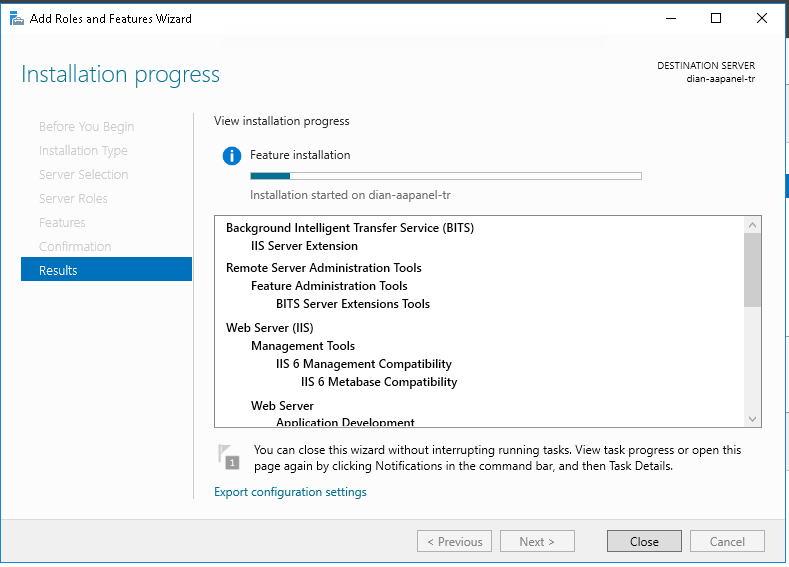 Add Roles and Features Wizard
Installation progress
DESTINATION SERVER
dian-aapanel-tr
Before You Begin
Installation Type
Server Selection
Server Roles
Features
Confirmation
Results
View installation progress
Feature installation
Installation started on dian-aapanel-tr
Background Intelligent Transfer Service (BITS)
IIS Server Extension
Remote Server Administration Tools
Feature Administration Tools
BITS Server Extensions Tools
Web Server (IIS)
Management Tools
IIS 6 Management Compatibility
IIS 6 Metabase Compatibility
Web Server
Application Development
1
You can close this wizard without interrupting running tasks. View task progress or open this
page again by clicking Notifications in the command bar, and then Task Details.
Export configuration settings
< Previous
Next >
Close
Cancel